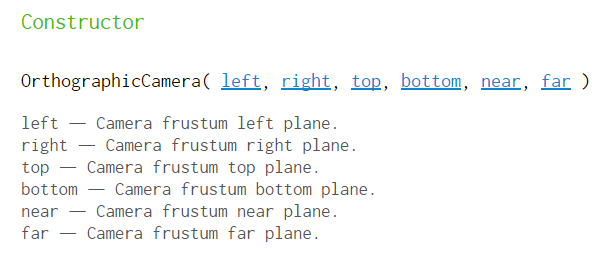 Constructor
OrthographicCamera( left, right, top, bottom, near, far )
left — Camera frustum left plane.
right — Camera frustum right plane.
top — Camera frustum top plane.
bottom — Camera frustum bottom plane.
near — Camera frustum near plane.
far — Camera frustum far plane.